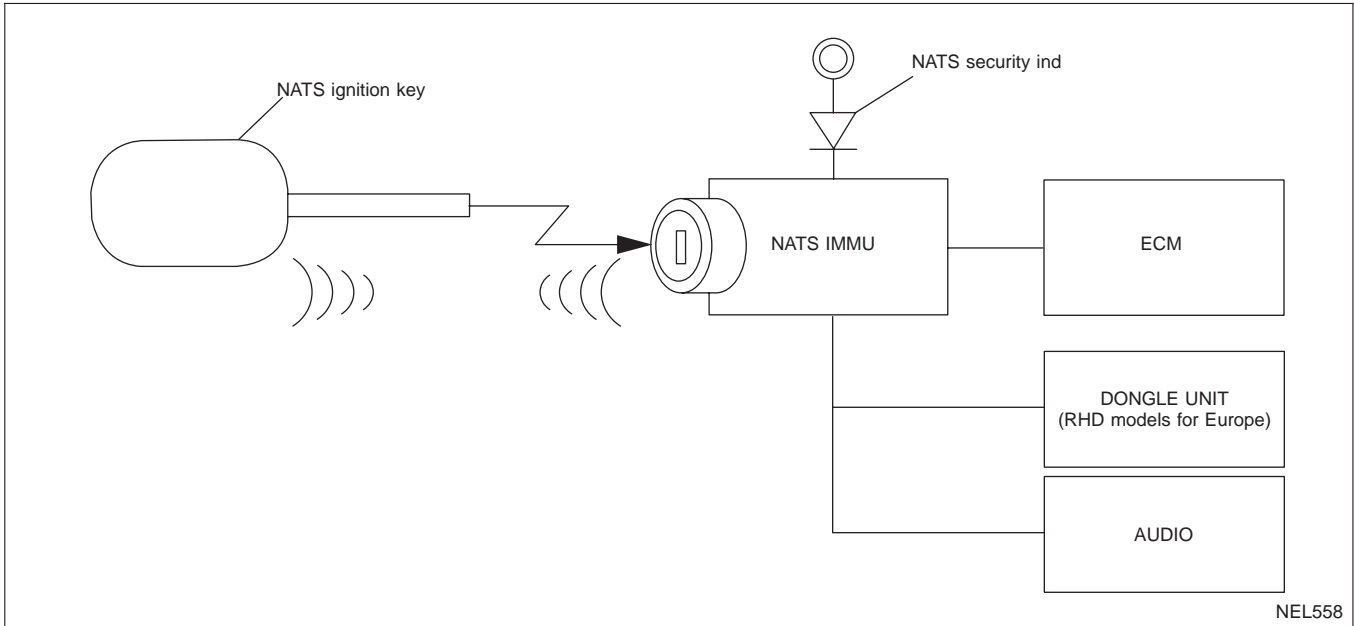 NATS security ind
NATS ignition key
NATS IMMU
ECM
DONGLE UNIT
(RHD models for Europe)
AUDIO
NEL558